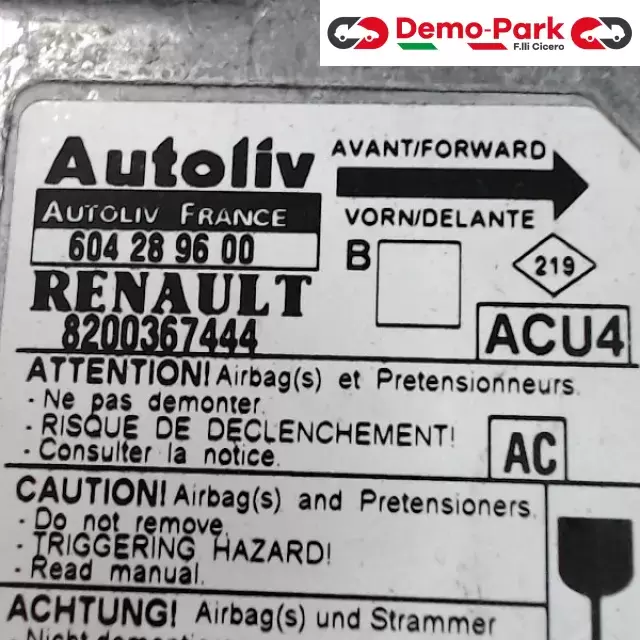 Demo-Park
F.lli Cicero
Autoliv
AUTOLIV FRANCE
604 28 96 00
RENAULT
8200367444
AVANT/FORWARD
VORN/DELANTE
B
219
ACU4
ATTENTION! Airbag(s) et Pretensionneurs.
- Ne pas demonter.
- RISQUE DE DECLENCHEMENT!
- Consulter la notice.
AC
CAUTION! Airbag(s) and Pretensioners.
- Do not remove.
- TRIGGERING HAZARD!
- Read manual.
ACHTUNG! Airbag(s) und Strammer